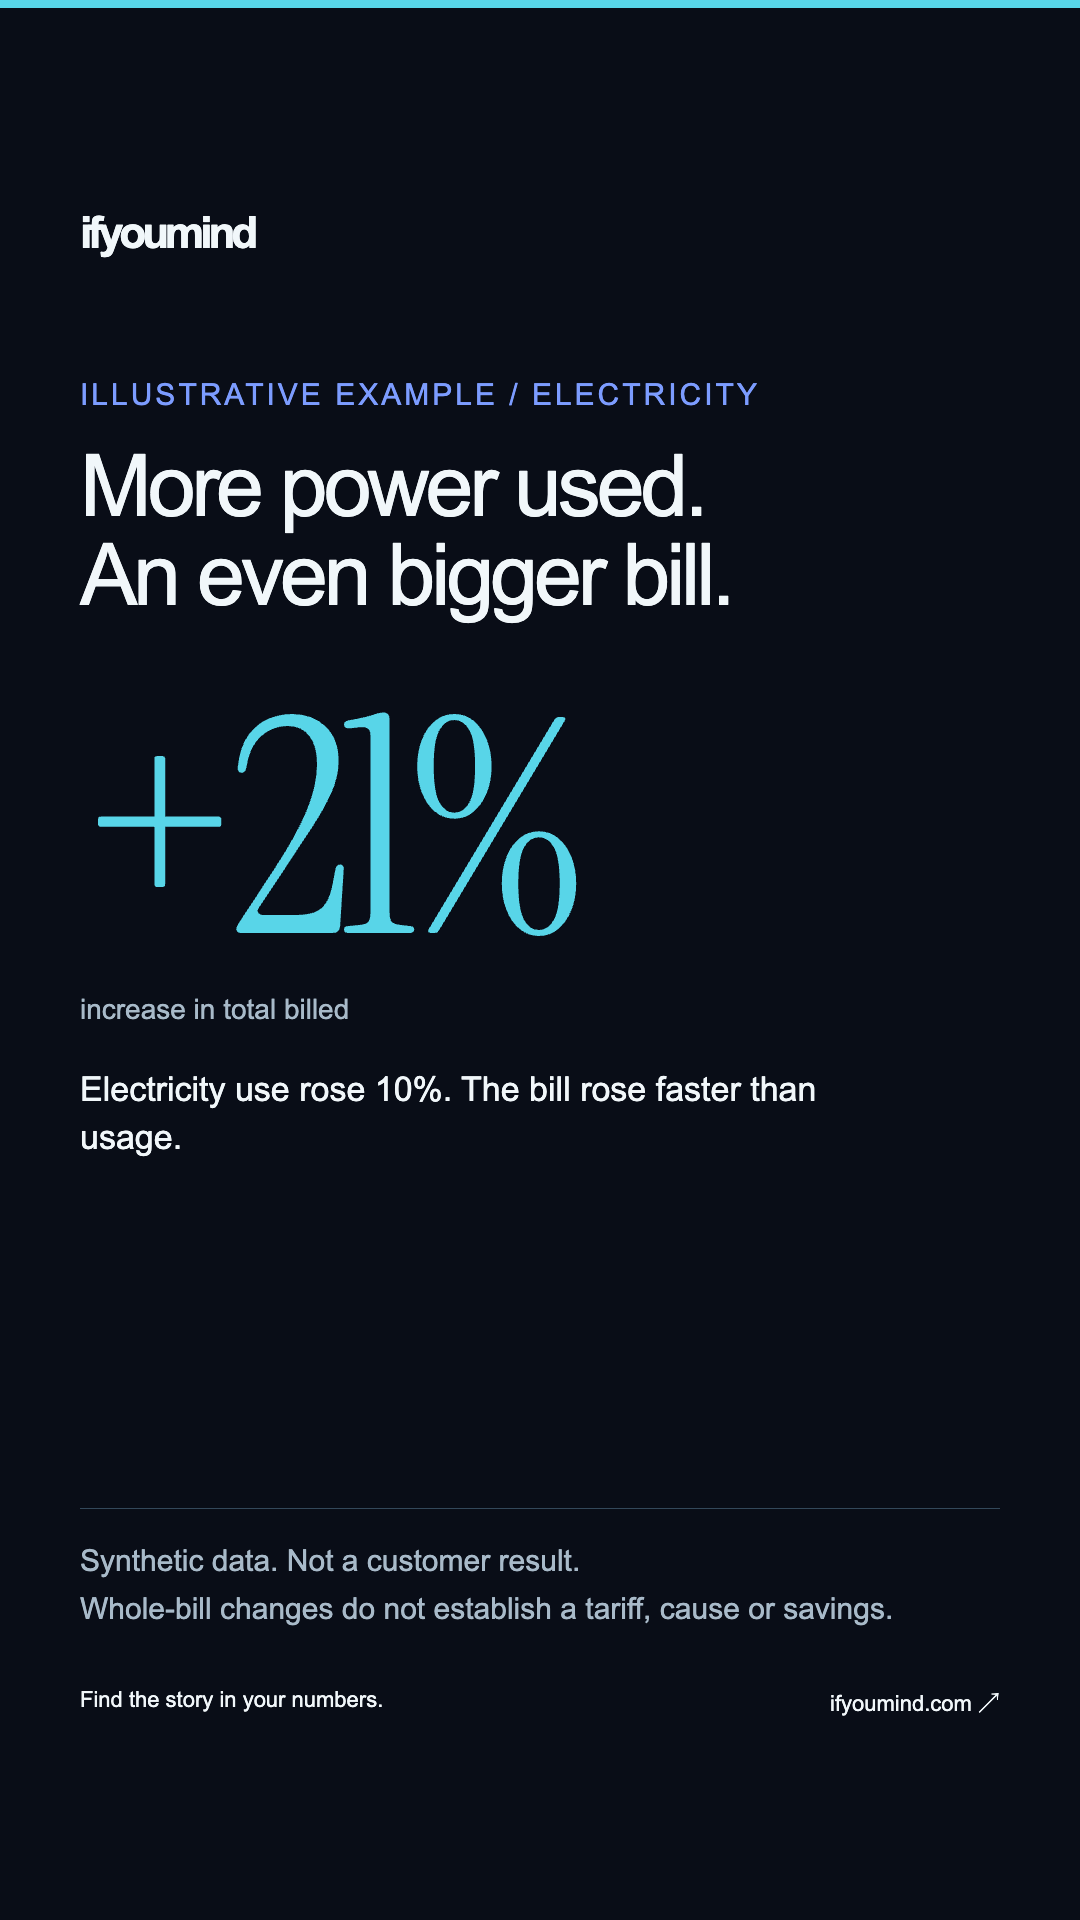 ifyoumind
ILLUSTRATIVE EXAMPLE / ELECTRICITY
More power used.
An even bigger bill.
+21%
increase in total billed
Electricity use rose 10%. The bill rose faster than
usage.
Synthetic data. Not a customer result.
Whole-bill changes do not establish a tariff, cause or savings.
Find the story in your numbers.
ifyoumind.com ↗